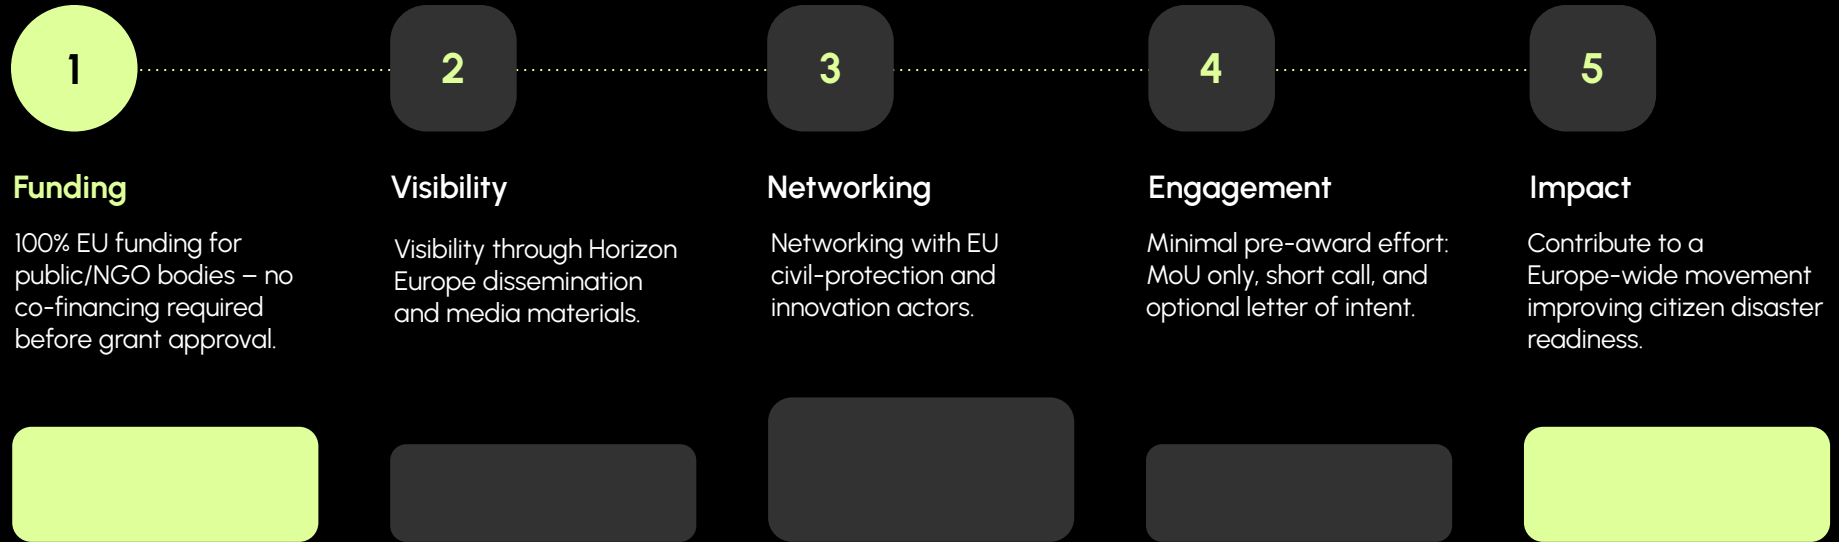 1
2
3
4
5
Funding
100% EU funding for
public/NGO bodies – no
co-financing required
before grant approval.
Visibility
Visibility through Horizon
Europe dissemination
and media materials.
Networking
Networking with EU
civil-protection and
innovation actors.
Engagement
Minimal pre-award effort:
MoU only, short call, and
optional letter of intent.
Impact
Contribute to a
Europe-wide movement
improving citizen disaster
readiness.